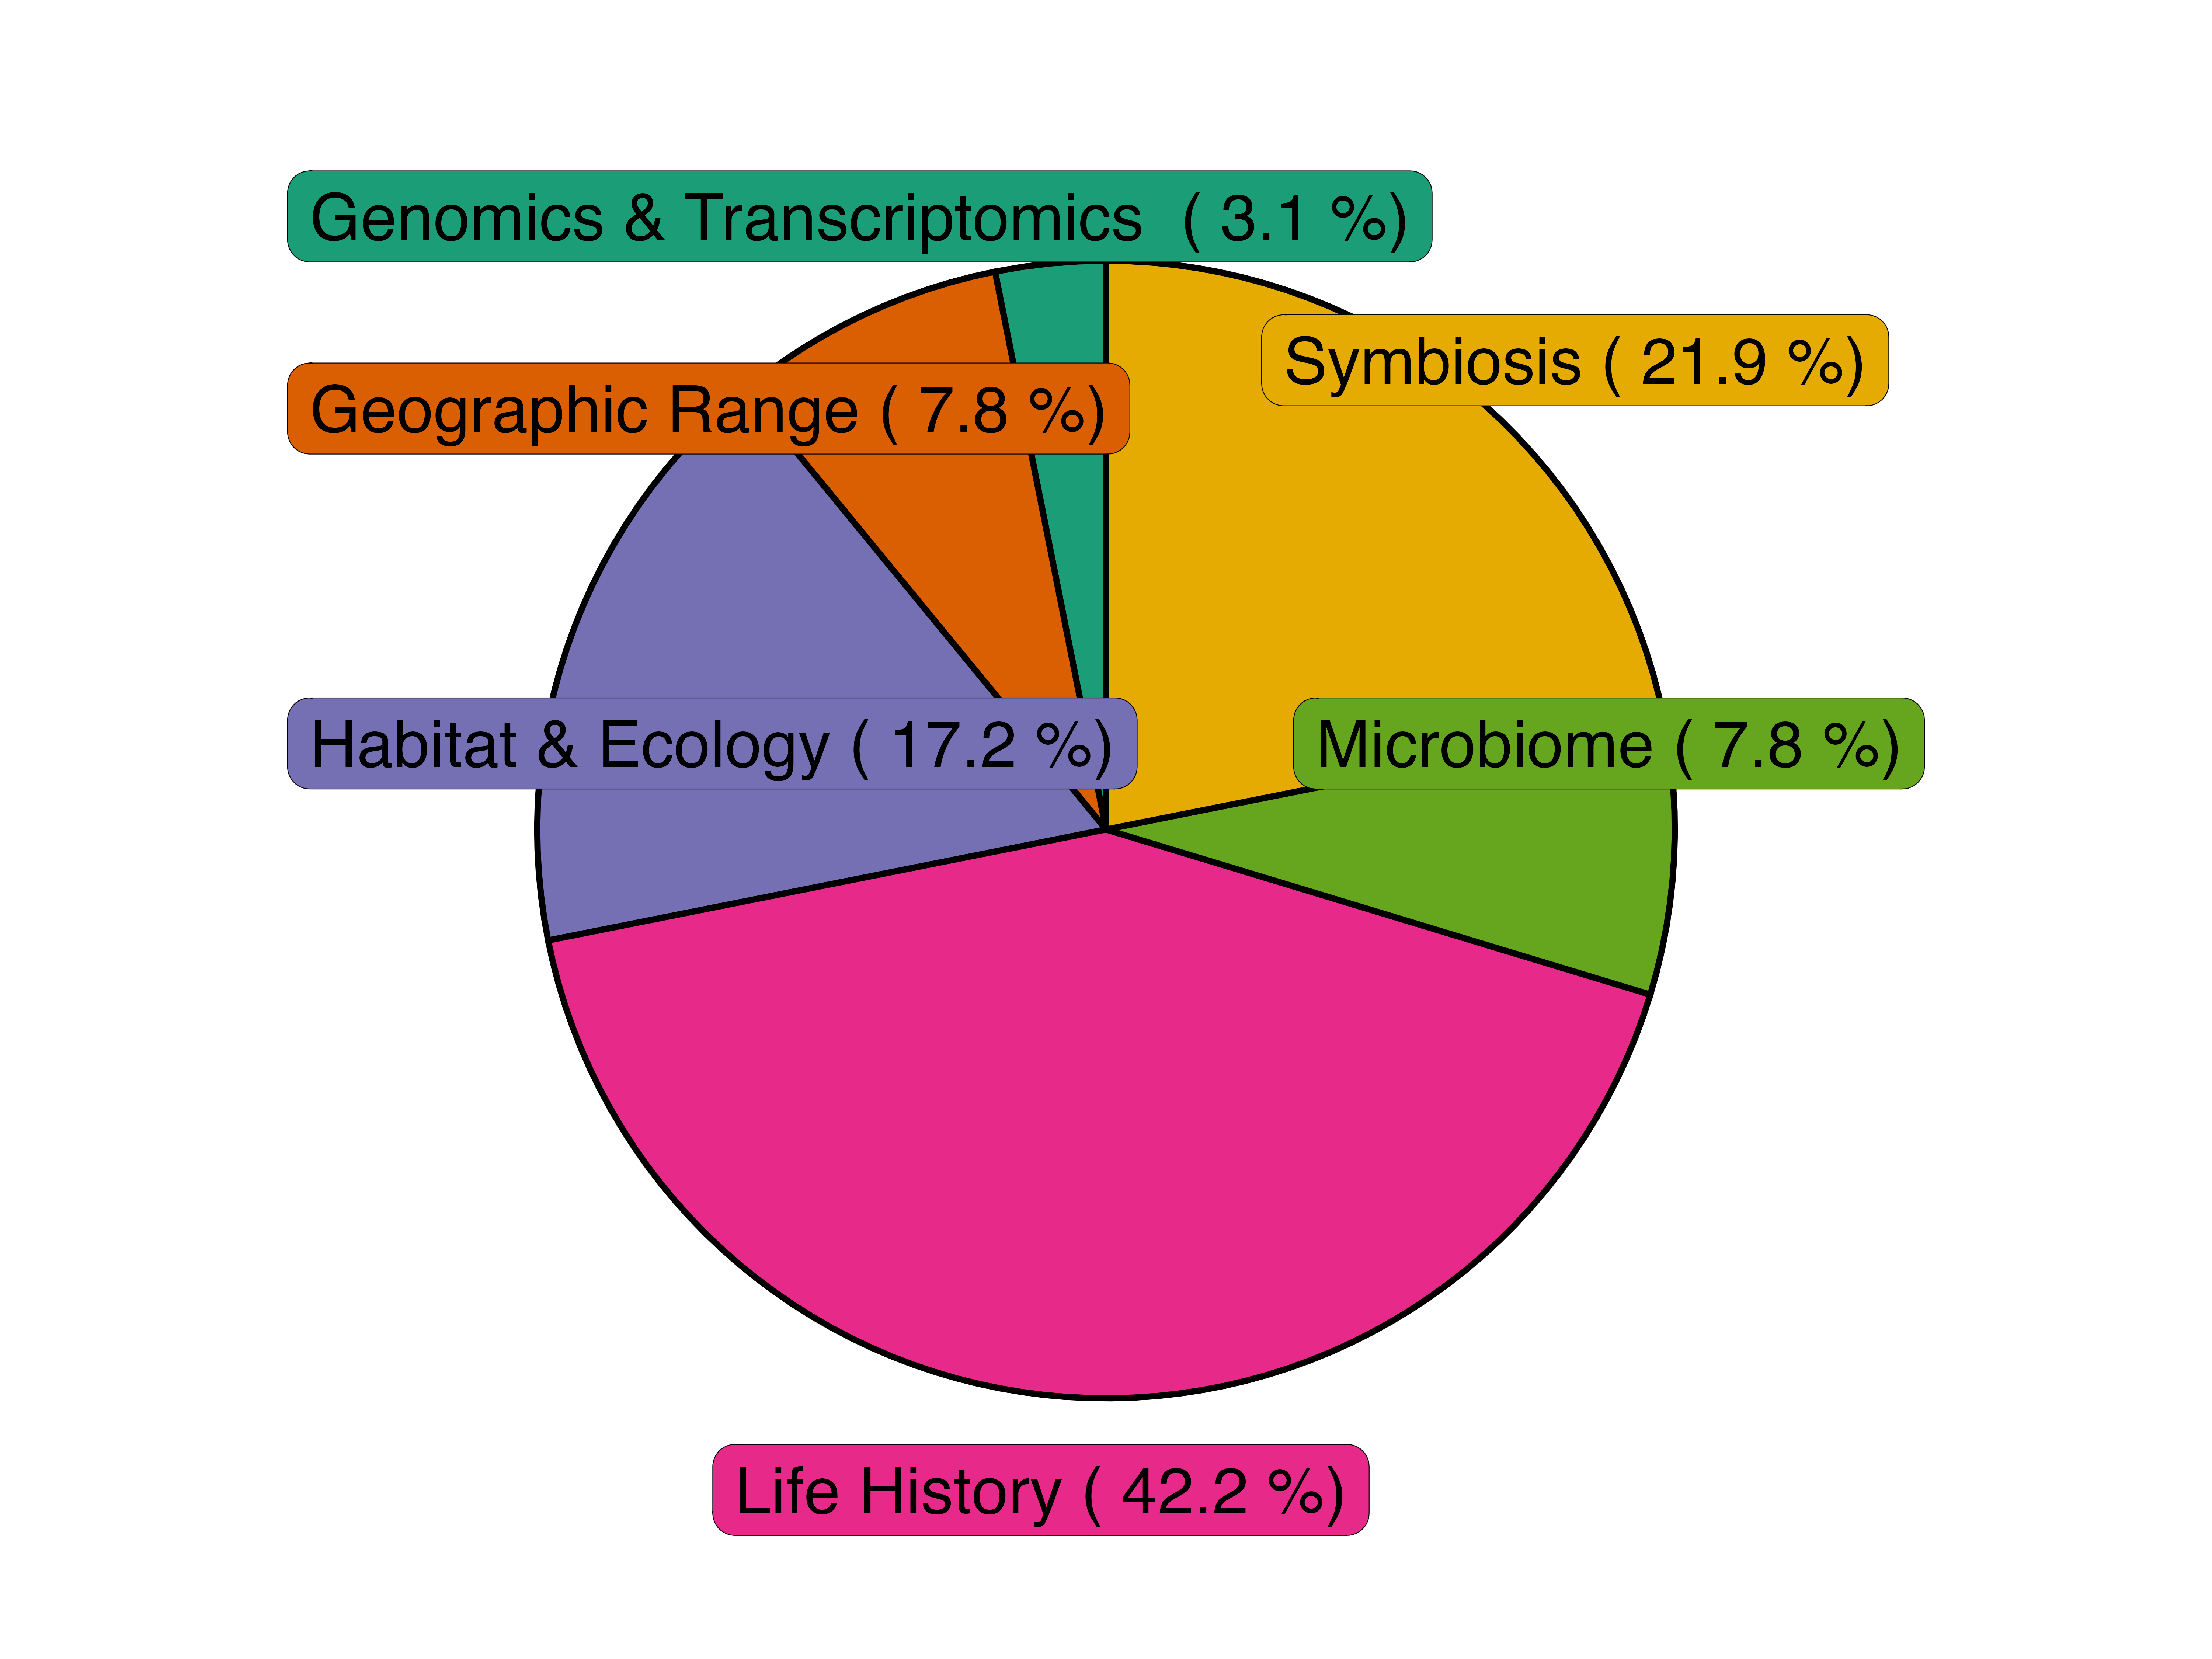 Genomics & Transcriptomics ( 3.1 %)
Symbiosis ( 21.9 %)
Geographic Range ( 7.8 %)
Habitat & Ecology ( 17.2 %)
Microbiome ( 7.8 %)
Life History ( 42.2 %)